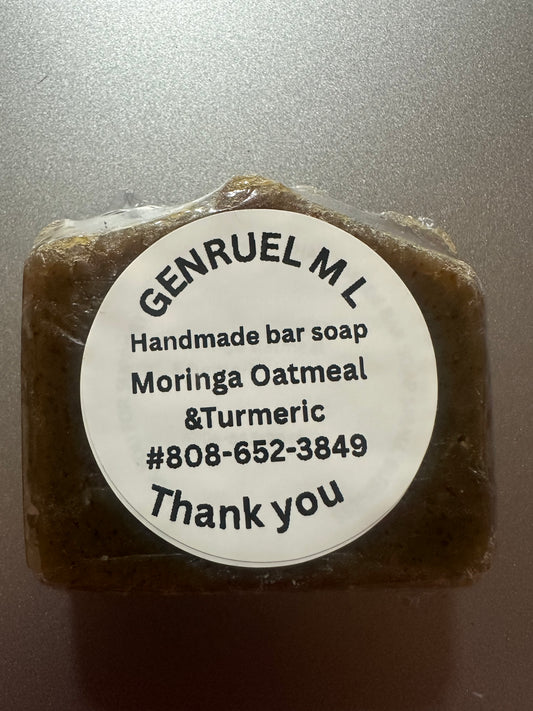 GENRUEL M L
Handmade bar soap
Moringa Oatmeal
&Turmeric
#808-652-3849
Thank you